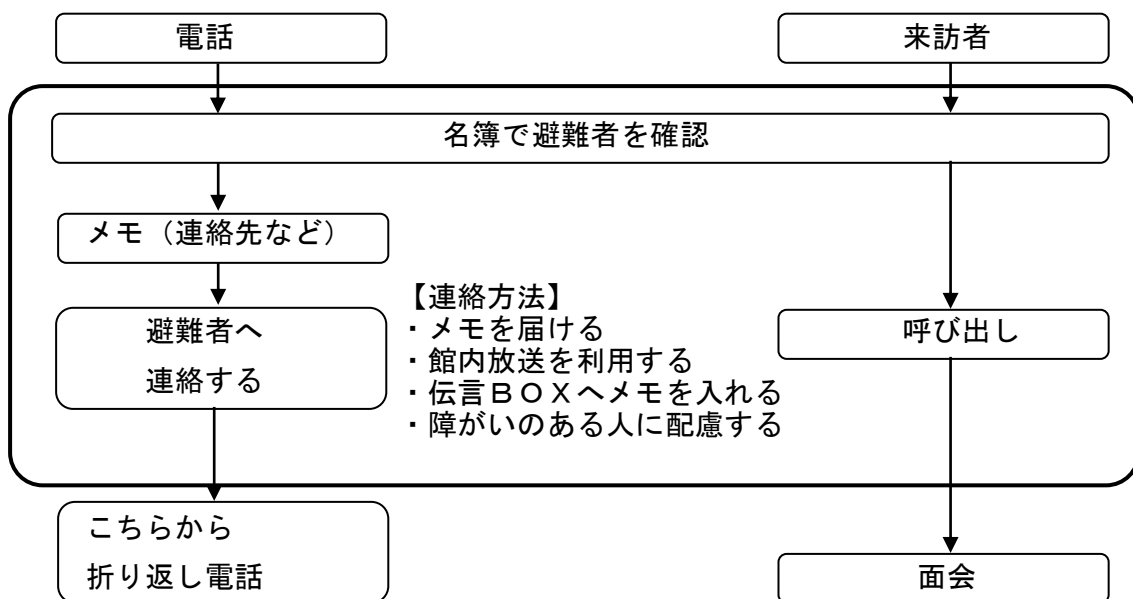 電話
来訪者
名簿で避難者を確認
メモ（連絡先など）
避難者へ
連絡する
【連絡方法】
・メモを届ける
・館内放送を利用する
・伝言ＢＯＸへメモを入れる
・障がいのある人に配慮する
呼び出し
こちらから
折り返し電話
面会